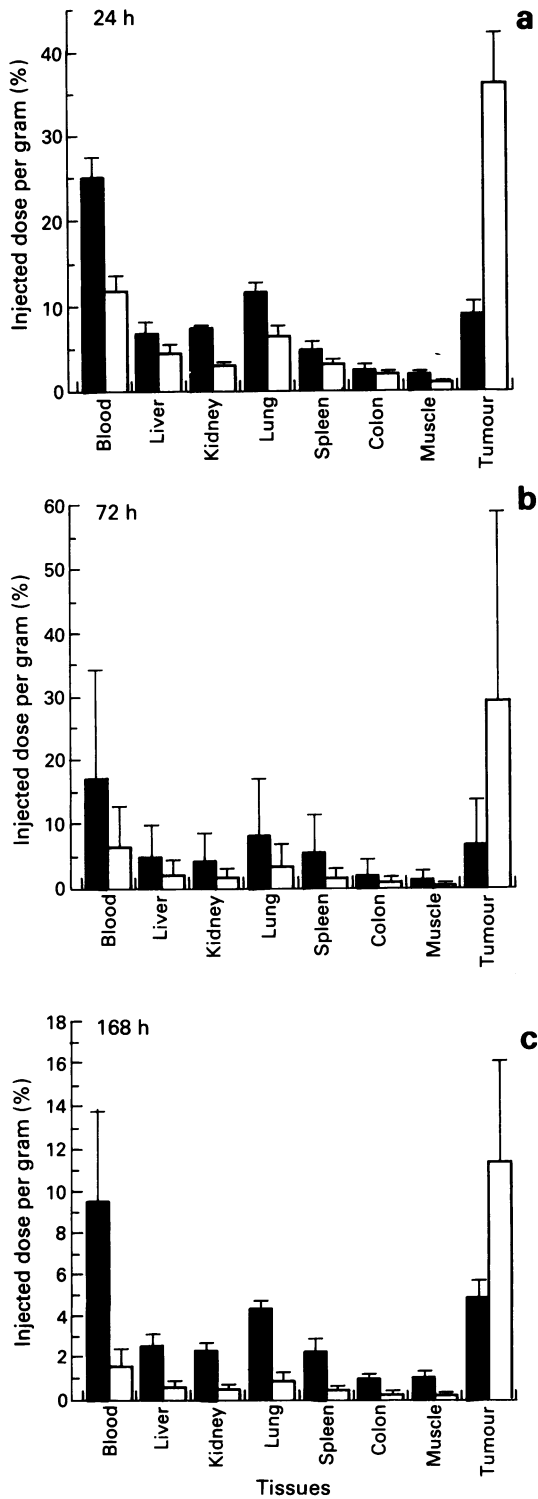 24 h
a
Injected dose per gram (%)
40
30
20
10
0
Blood Liver Kidney Lung Spleen Colon Muscle Tumour
72 h
b
Injected dose per gram (%)
60
50
40
30
20
10
0
Blood Liver Kidney Lung Spleen Colon Muscle Tumour
168 h
c
Injected dose per gram (%)
18
16
14
12
10
8
6
4
2
0
Blood Liver Kidney Lung Spleen Colon Muscle Tumour
Tissues